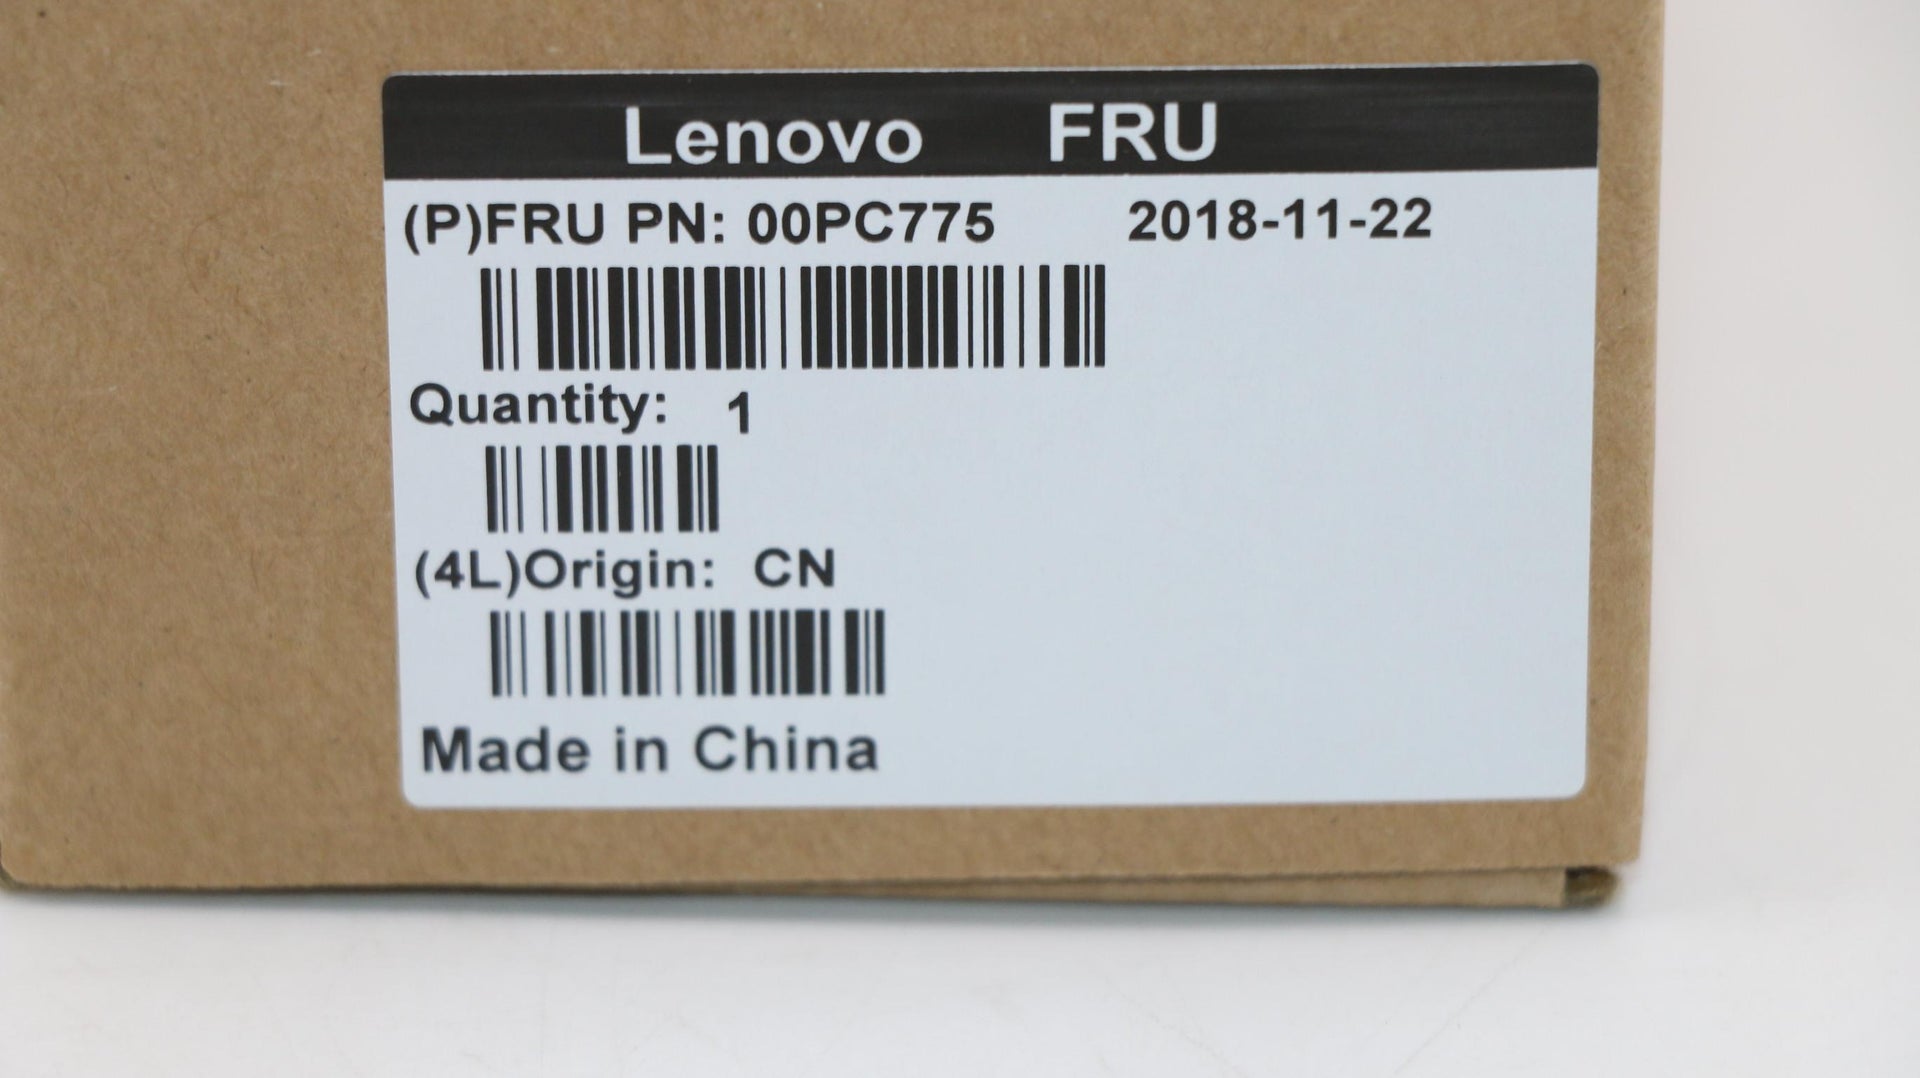 Lenovo FRU
(P)FRU PN: 00PC775 2018-11-22
Quantity: 1
(4L)Origin: CN
Made in China